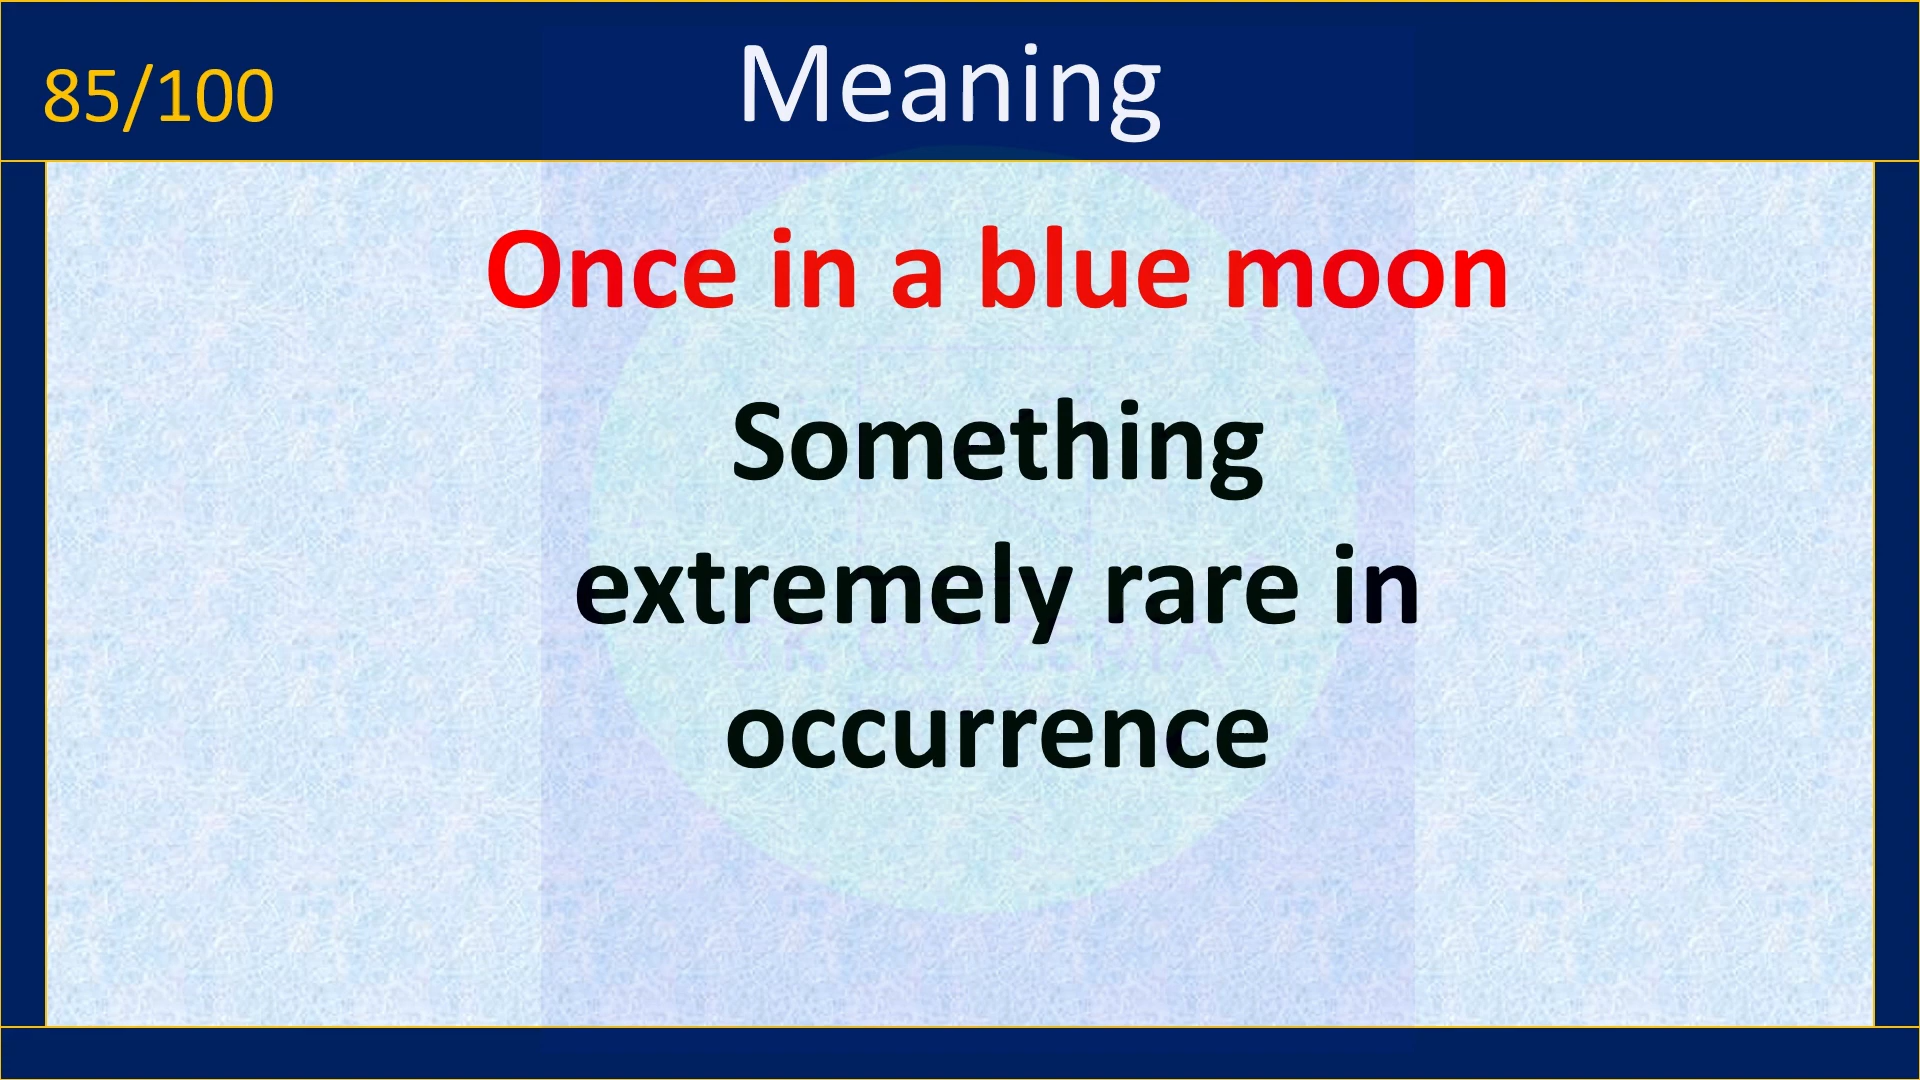 85/100
Meaning
Once in a blue moon
Something
extremely rare in
occurrence